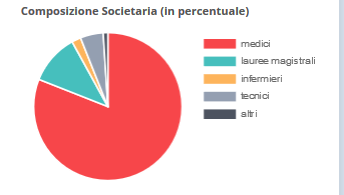 Composizione Societaria (in percentuale)
medici
lauree magistrali
infermieri
tecnici
altri